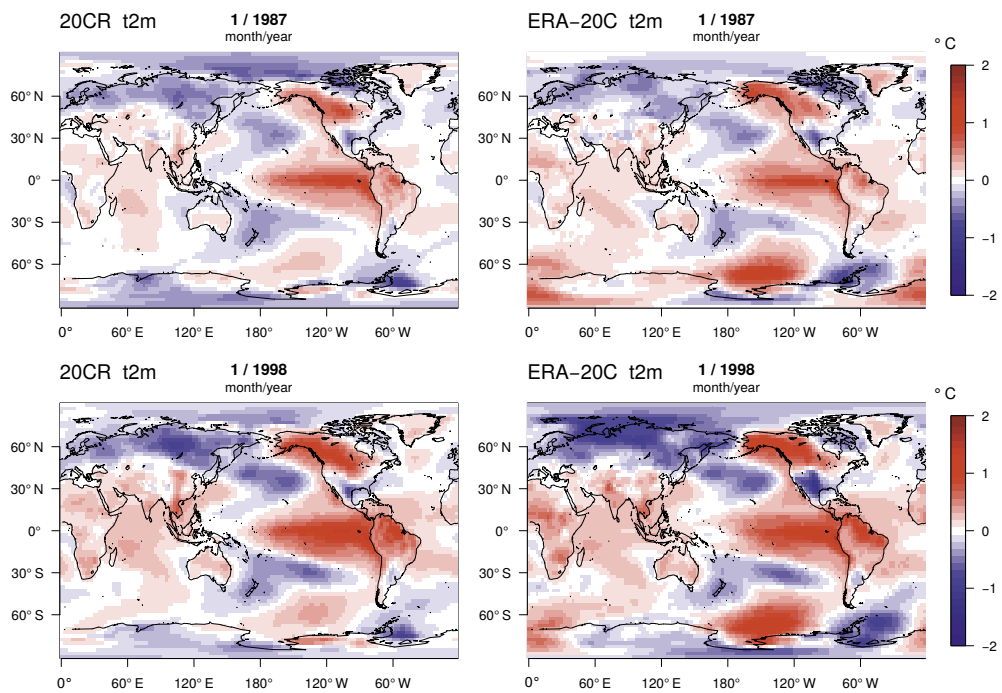 20CR t2m
1 / 1987
month/year
ERA−20C t2m
1 / 1987
month/year
° C
60° N
30° N
0°
30° S
60° S
0°
60° E
120° E
180°
120° W
60° W
60° N
30° N
0°
30° S
60° S
0°
60° E
120° E
180°
120° W
60° W
2
1
0
−1
−2
20CR t2m
1 / 1998
month/year
ERA−20C t2m
1 / 1998
month/year
° C
60° N
30° N
0°
30° S
60° S
0°
60° E
120° E
180°
120° W
60° W
60° N
30° N
0°
30° S
60° S
0°
60° E
120° E
180°
120° W
60° W
2
1
0
−1
−2